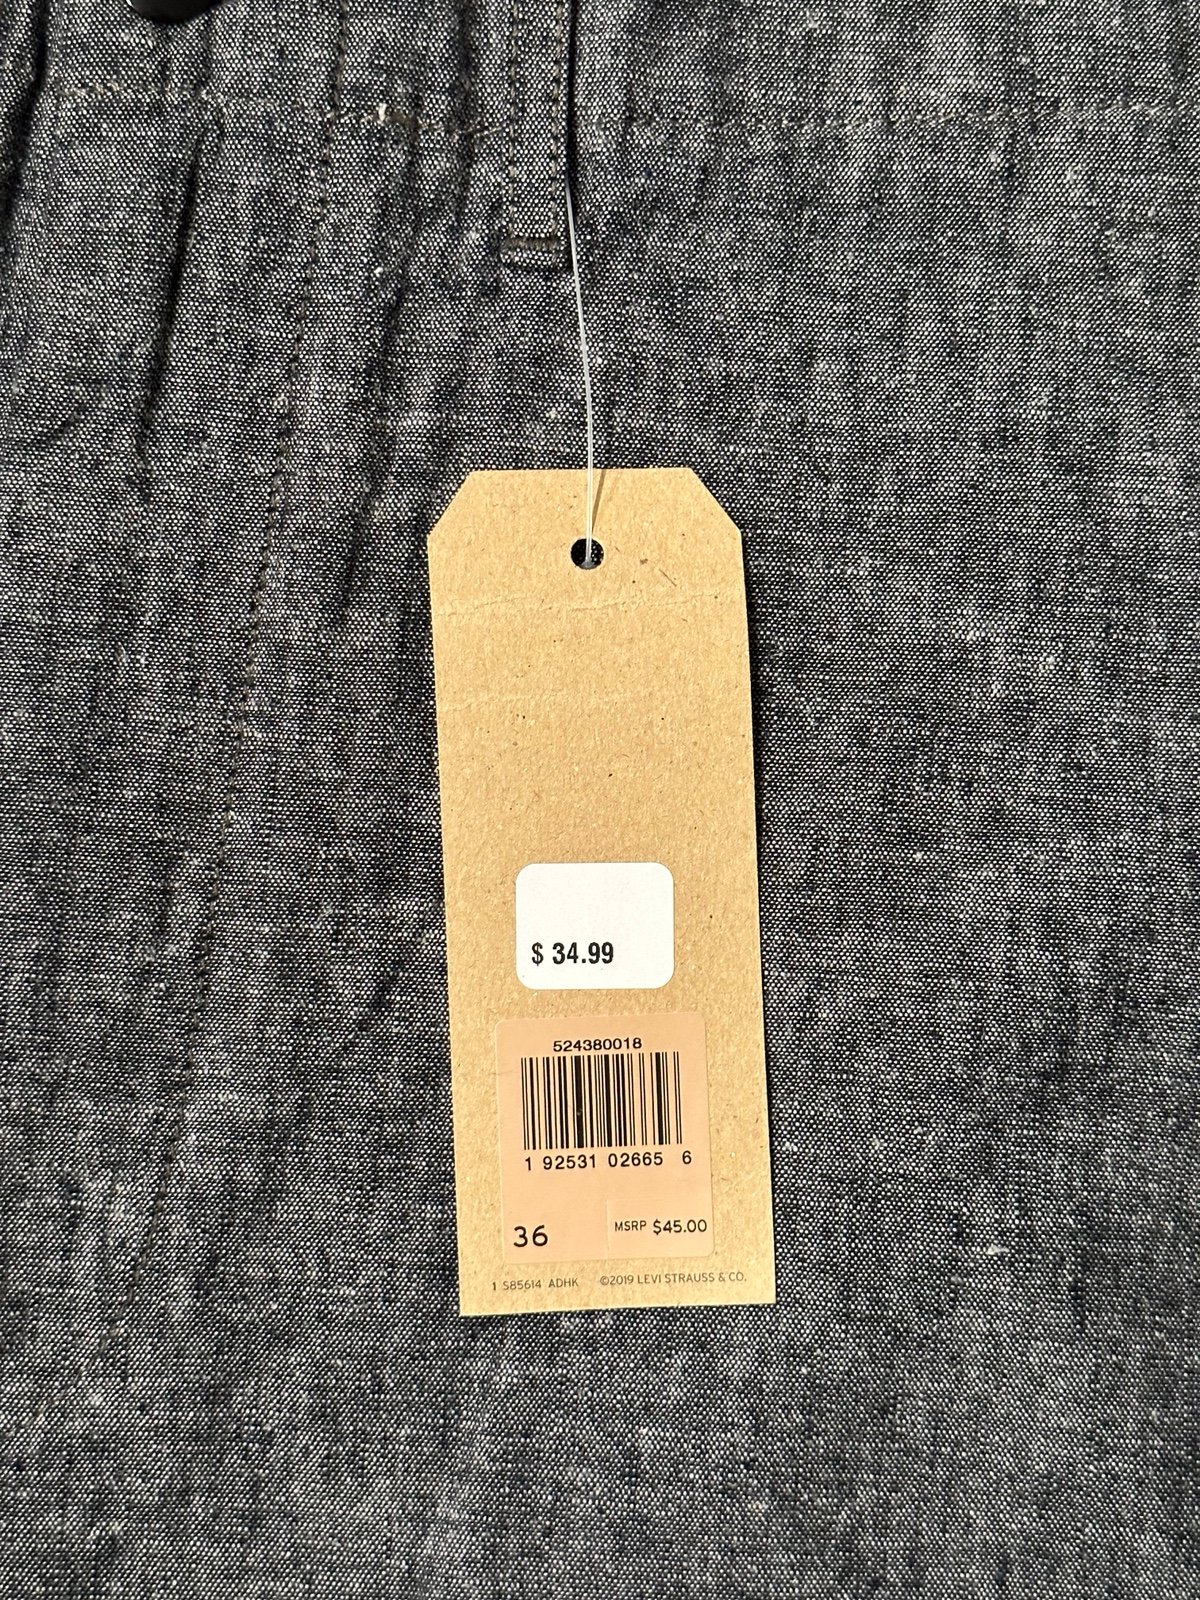 $ 34.99
524380018
1 92531 02665 6
36 MSRP $45.00
1 S85614 ADHK ©2019 LEVI STRAUSS & CO.